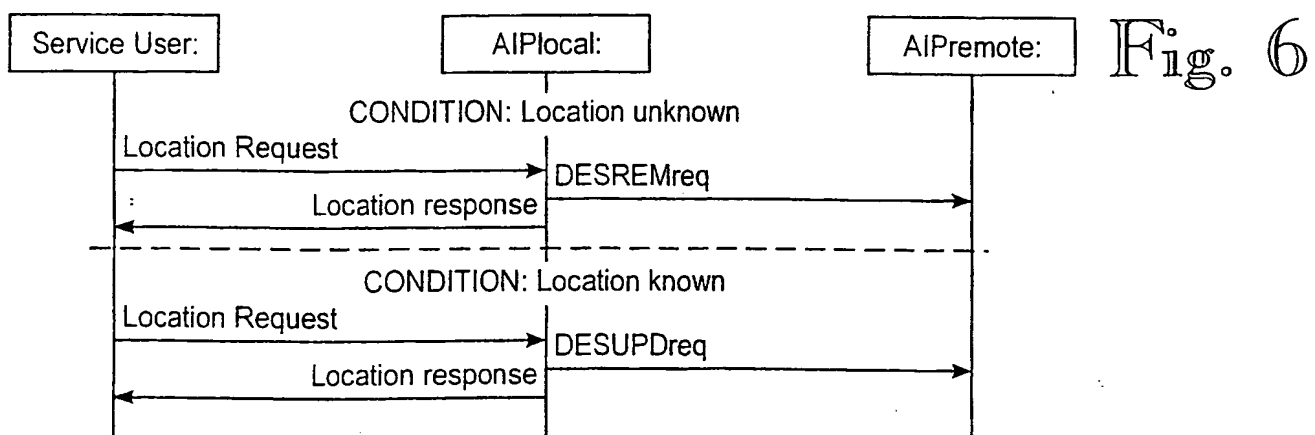 Service User:
AIPlocal:
AIPremote:
Fig. 6
CONDITION: Location unknown
Location Request
DESREMreq
Location response
CONDITION: Location known
Location Request
DESUPDreq
Location response